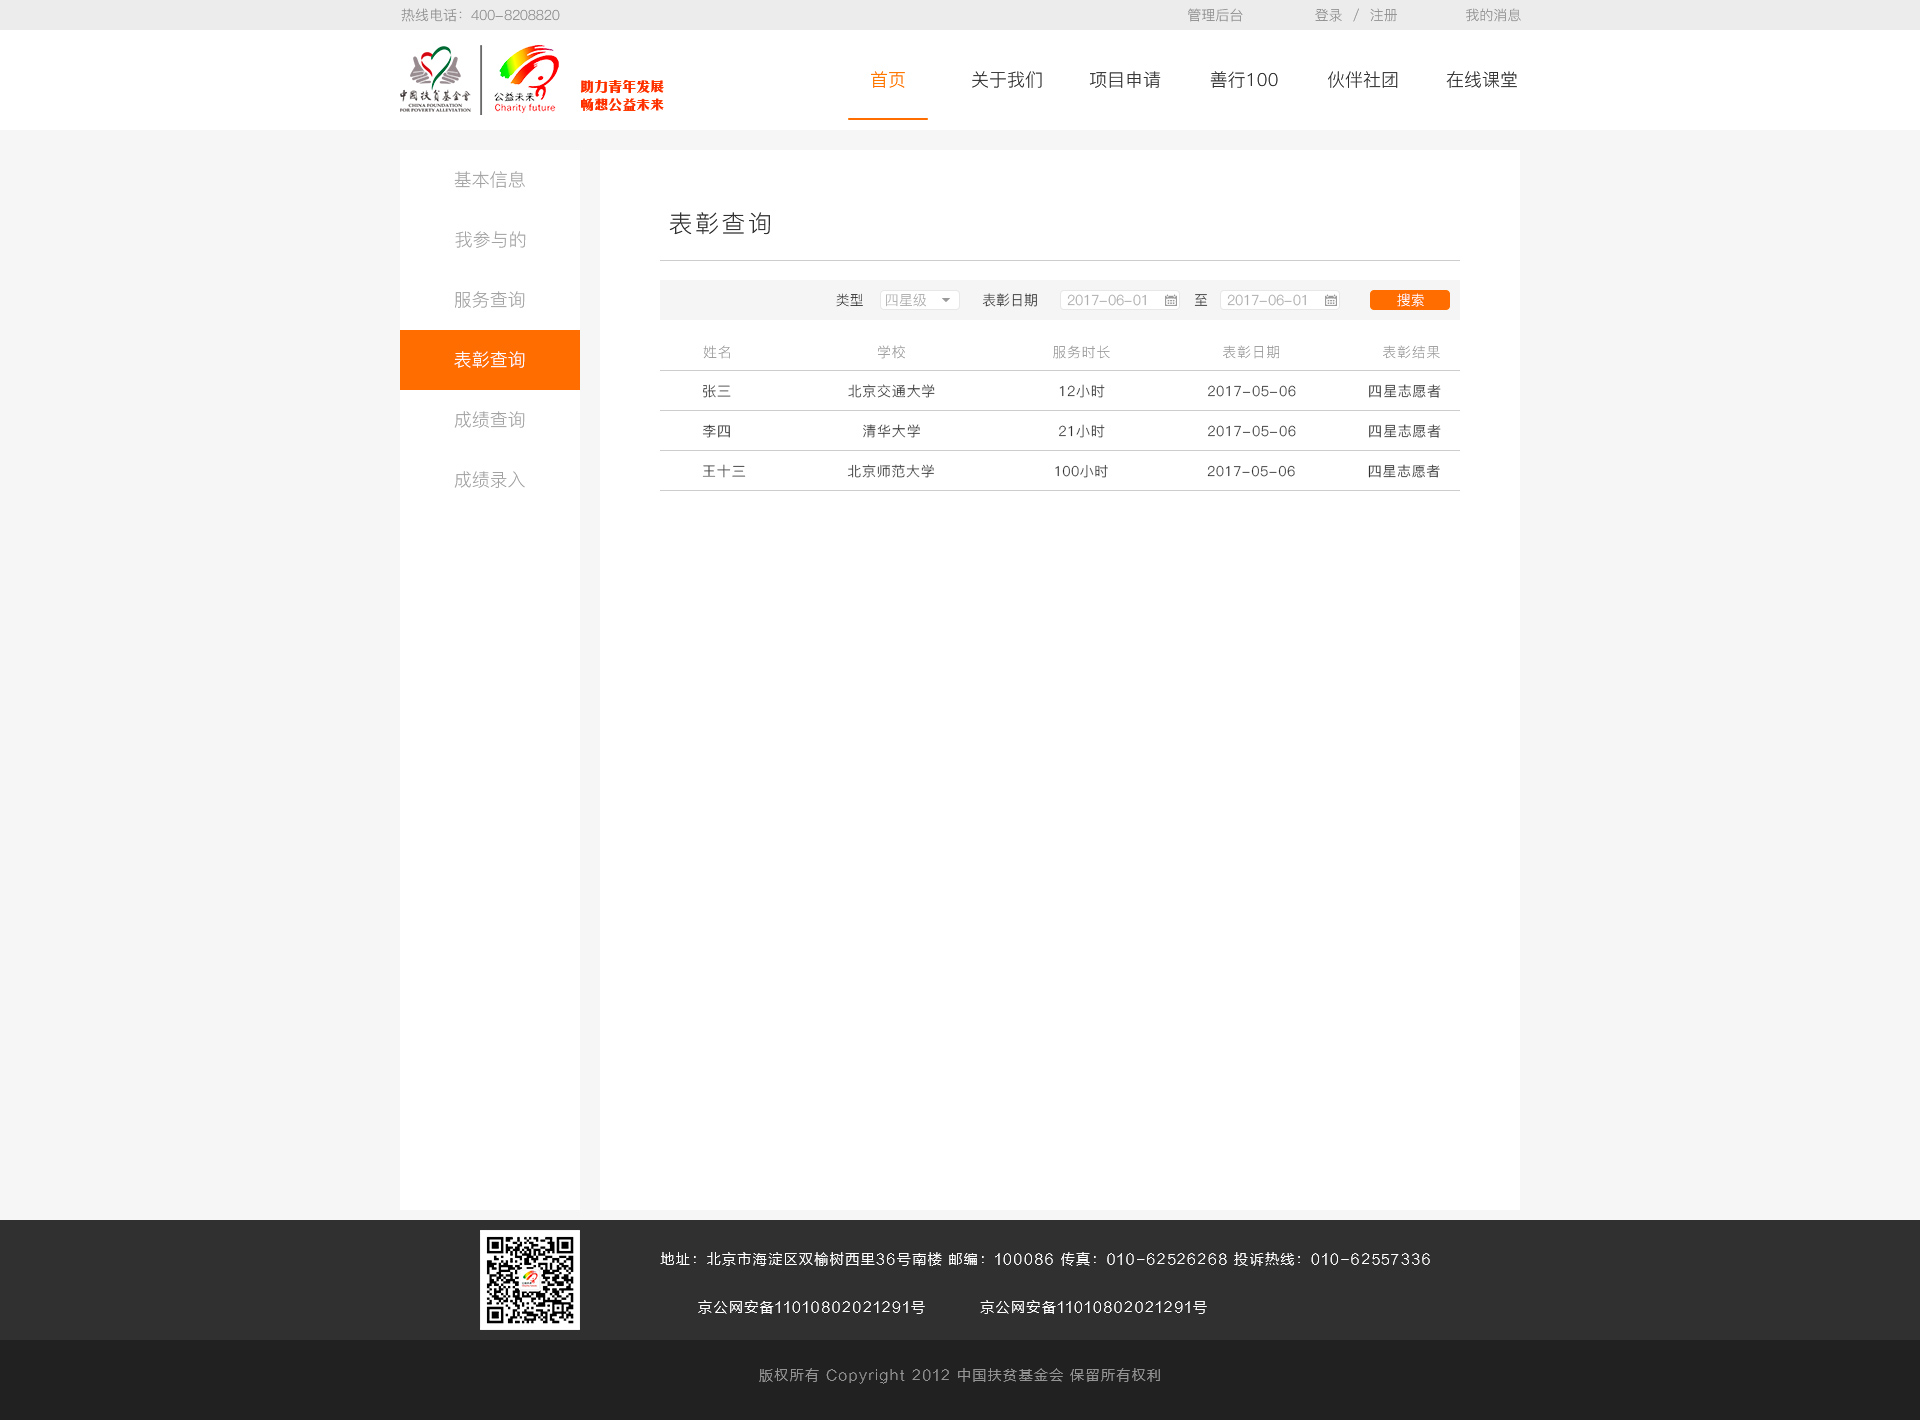 热线电话：400-8208820 管理后台 登录 / 注册 我的消息
中国扶贫基金会
CHINA FOUNDATION
FOR POVERTY ALLEVIATION
公益未来
Charity future
助力青年发展
畅想公益未来
首页 关于我们 项目申请 善行100 伙伴社团 在线课堂
基本信息
我参与的
服务查询
表彰查询
成绩查询
成绩录入
表彰查询
类型 四星级 表彰日期 2017-06-01 至 2017-06-01 搜索
姓名 学校 服务时长 表彰日期 表彰结果
张三 北京交通大学 12小时 2017-05-06 四星志愿者
李四 清华大学 21小时 2017-05-06 四星志愿者
王十三 北京师范大学 100小时 2017-05-06 四星志愿者
地址：北京市海淀区双榆树西里36号南楼 邮编：100086 传真：010-62526268 投诉热线：010-62557336
京公网安备11010802021291号 京公网安备11010802021291号
版权所有 Copyright 2012 中国扶贫基金会 保留所有权利